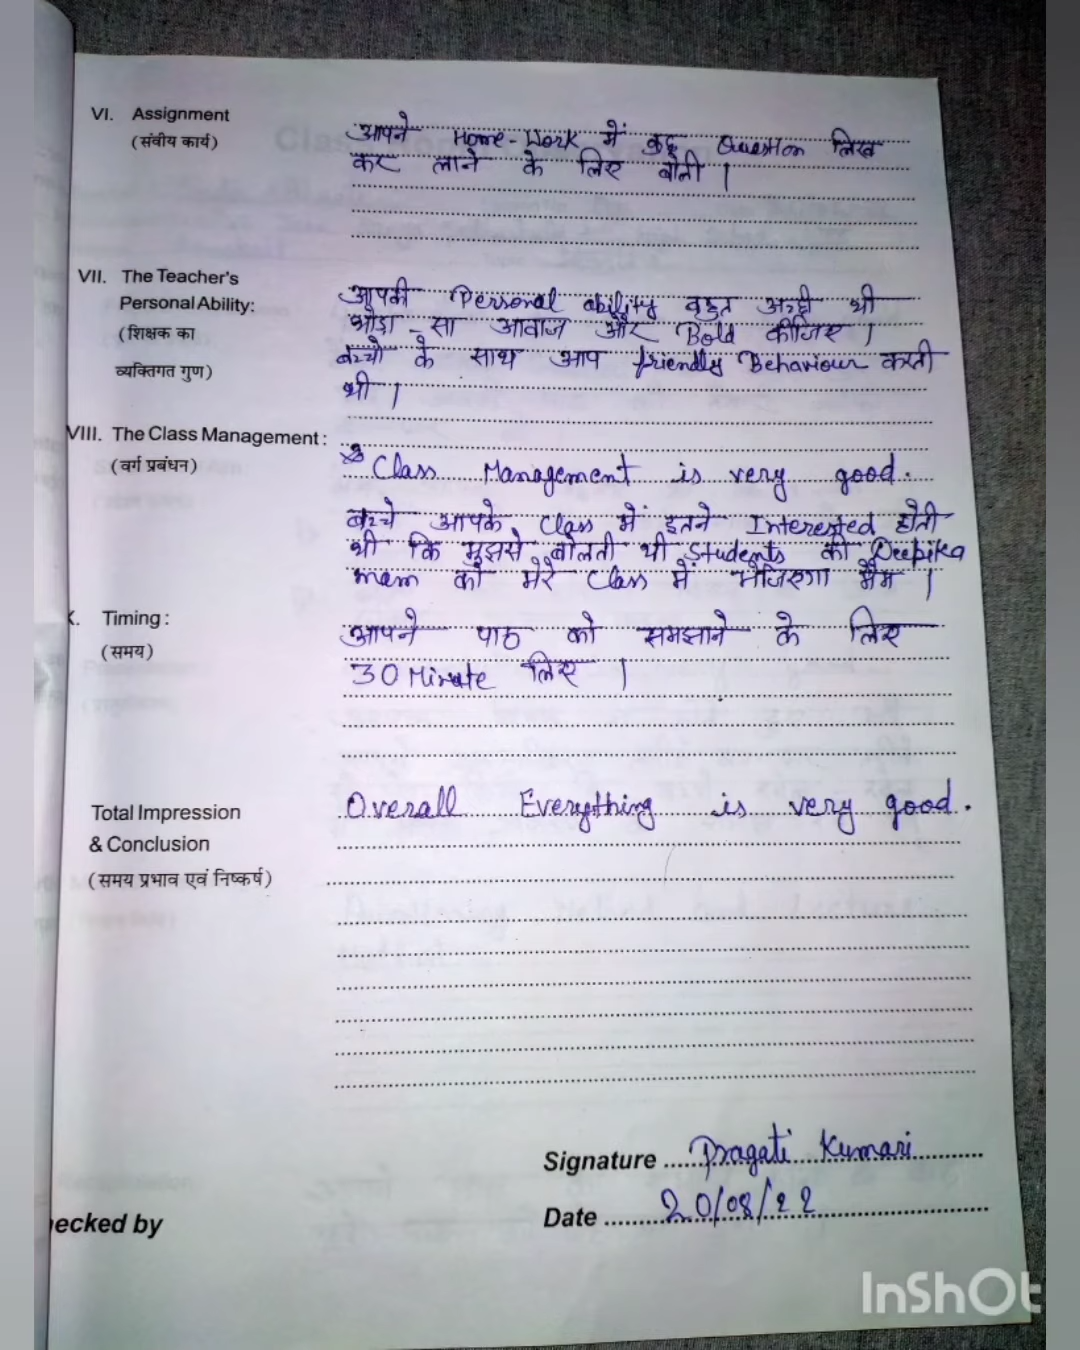 VI. Assignment
(संवीय कार्य)
आपने Home-Work में कुछ Question लिख
कर लाने के लिए बोली |
VII. The Teacher's
Personal Ability:
(शिक्षक का
व्यक्तिगत गुण)
आपकी Personal ability बहुत अच्छी थी
थोड़ा-सा आवाज और Bold कीजिए |
बच्चो के साथ आप friendly Behaviour करती
थी |
VIII. The Class Management:
(वर्ग प्रबंधन)
Class Management is very good.
बच्चे आपके Class में इतने Interested होती
थी कि मुझसे बोलती थी Students की Deepika
mam को मेरे Class में भेजिएगा मैम |
X. Timing:
(समय)
आपने पाठ को समझाने के लिए
30 Minute लिए |
Total Impression
& Conclusion
(समय प्रभाव एवं निष्कर्ष)
Overall Everything is very good.
Signature Pragati Kumari
Date 20/08/22
ecked by
InShOt